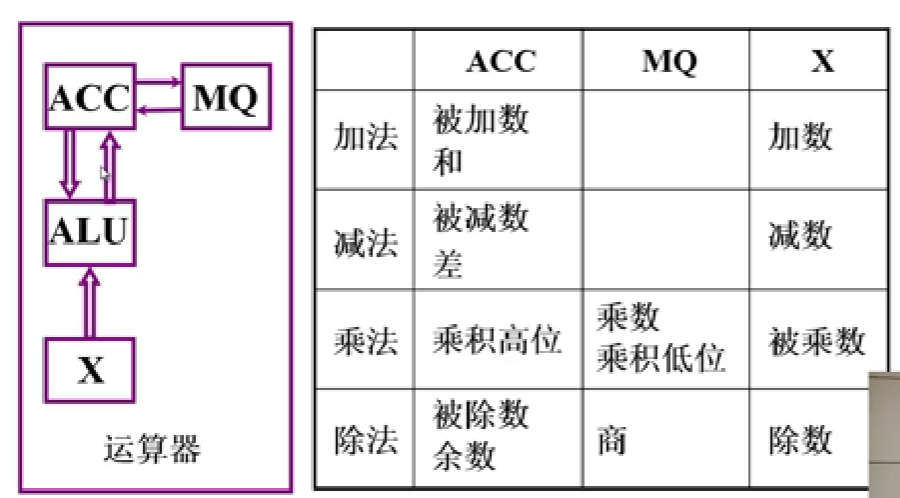 ACC
MQ
ALU
X
运算器
ACC MQ X
加法 被加数 和 加数
减法 被减数 差 减数
乘法 乘积高位 乘数 乘积低位 被乘数
除法 被除数 余数 商 除数